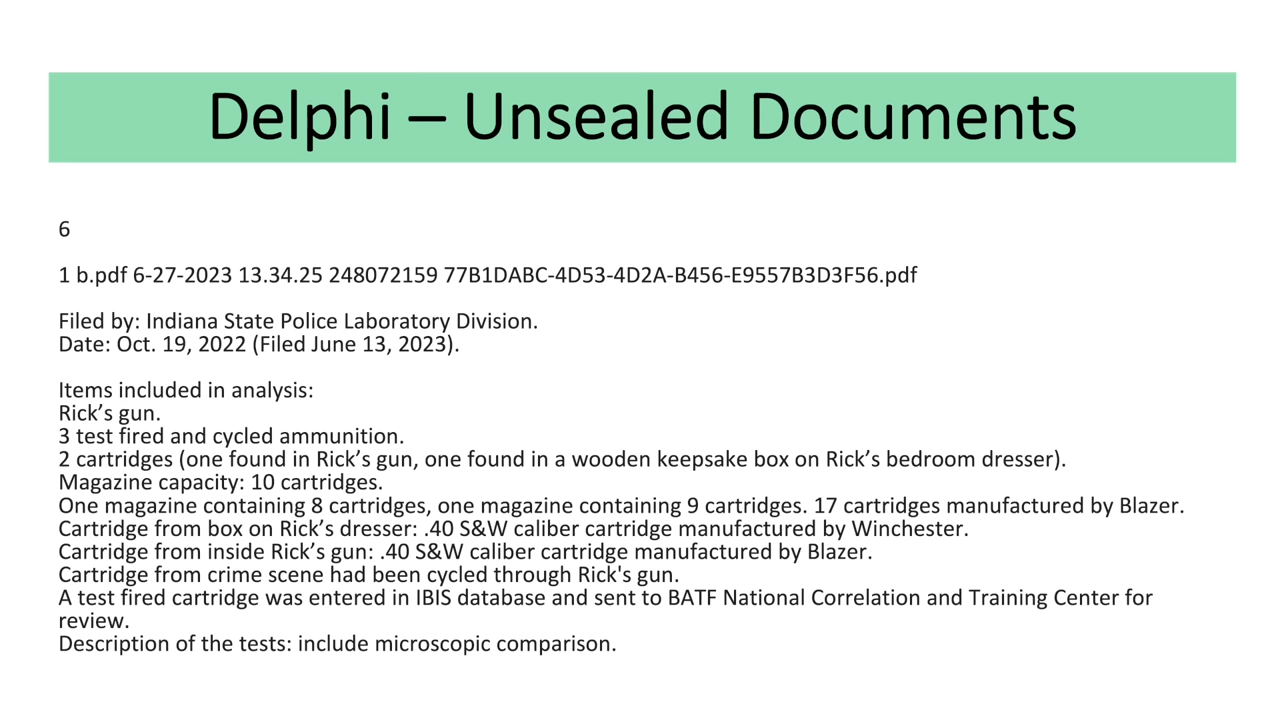 Delphi – Unsealed Documents
6
1 b.pdf 6-27-2023 13.34.25 248072159 77B1DABC-4D53-4D2A-B456-E9557B3D3F56.pdf
Filed by: Indiana State Police Laboratory Division.
Date: Oct. 19, 2022 (Filed June 13, 2023).
Items included in analysis:
Rick’s gun.
3 test fired and cycled ammunition.
2 cartridges (one found in Rick’s gun, one found in a wooden keepsake box on Rick’s bedroom dresser).
Magazine capacity: 10 cartridges.
One magazine containing 8 cartridges, one magazine containing 9 cartridges. 17 cartridges manufactured by Blazer.
Cartridge from box on Rick’s dresser: .40 S&W caliber cartridge manufactured by Winchester.
Cartridge from inside Rick’s gun: .40 S&W caliber cartridge manufactured by Blazer.
Cartridge from crime scene had been cycled through Rick's gun.
A test fired cartridge was entered in IBIS database and sent to BATF National Correlation and Training Center for
review.
Description of the tests: include microscopic comparison.